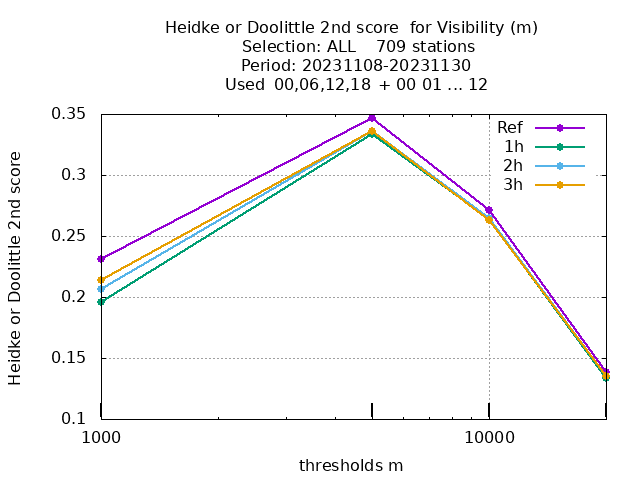 Heidke or Doolittle 2nd score  for Visibility (m)
Selection: ALL    709 stations
Period: 20231108-20231130
Used  00,06,12,18  + 00 01 ... 12
Heidke or Doolittle 2nd score
0.35
0.3
0.25
0.2
0.15
0.1
Ref
1h
2h
3h
1000
10000
thresholds m